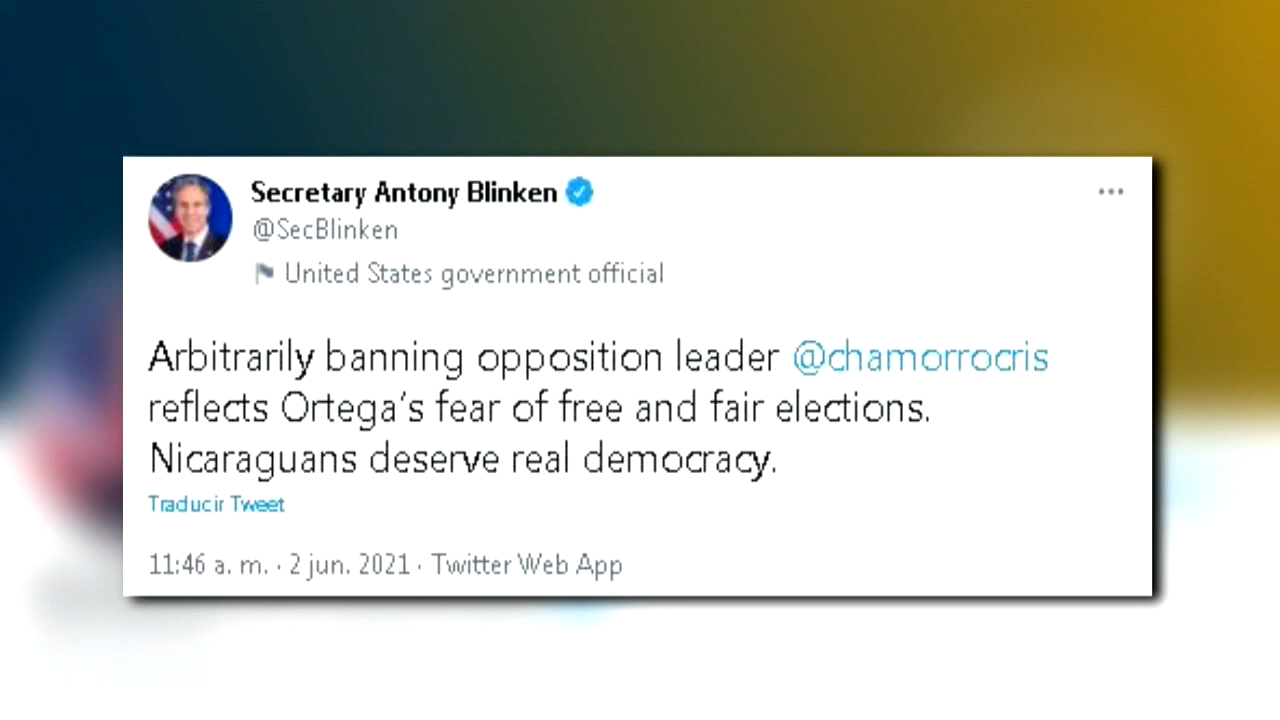 Secretary Antony Blinken
@SecBlinken
United States government official
Arbitrarily banning opposition leader @chamorrocris
reflects Ortega's fear of free and fair elections.
Nicaraguans deserve real democracy.
Traducir Tweet
11:46 a. m. · 2 jun. 2021 · Twitter Web App